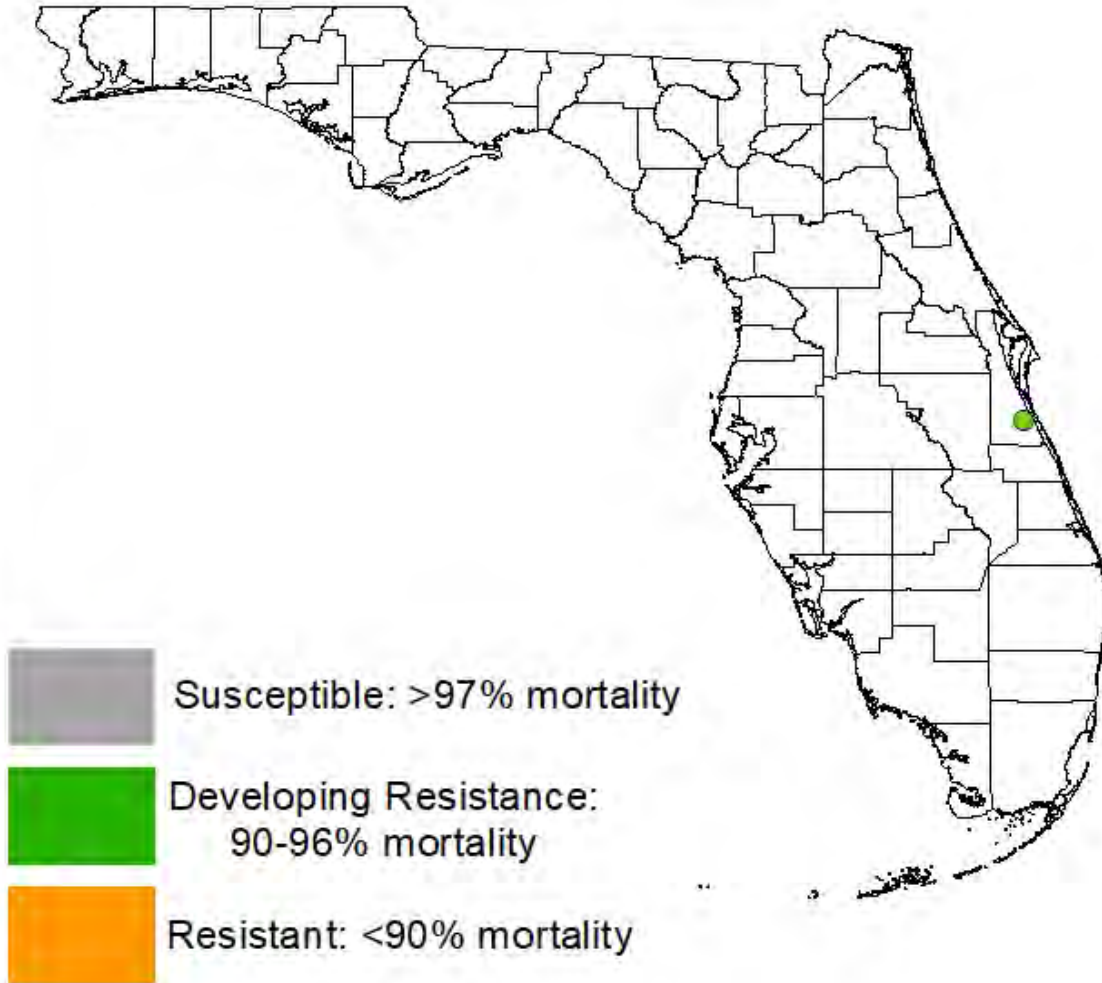 Susceptible: >97% mortality
Developing Resistance:
90-96% mortality
Resistant: <90% mortality